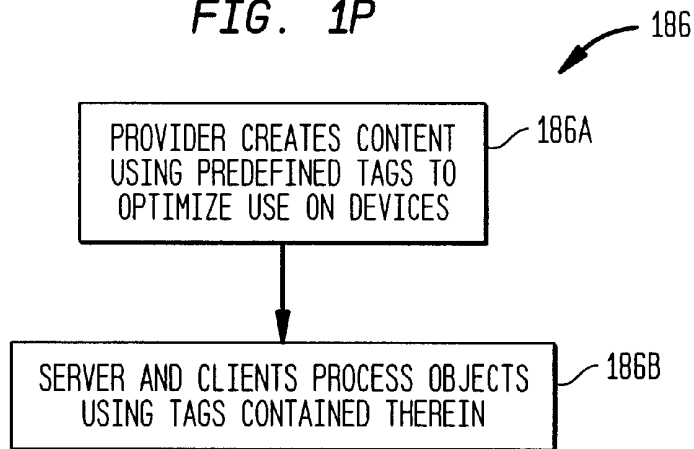 FIG. 1P
186
PROVIDER CREATES CONTENT
USING PREDEFINED TAGS TO
OPTIMIZE USE ON DEVICES
186A
SERVER AND CLIENTS PROCESS OBJECTS
USING TAGS CONTAINED THEREIN
186B